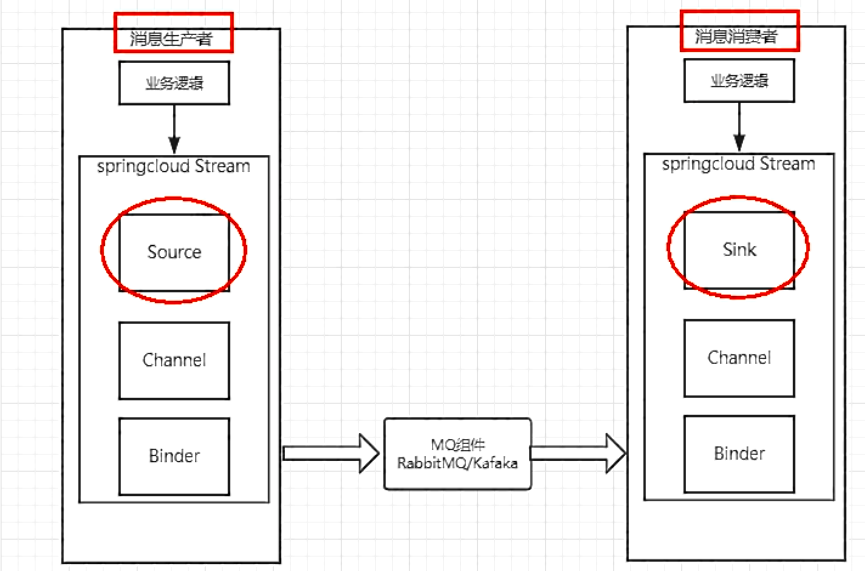 消息生产者
业务逻辑
springcloud Stream
Source
Channel
Binder
MQ组件
RabbitMQ/Kafaka
消息消费者
业务逻辑
springcloud Stream
Sink
Channel
Binder